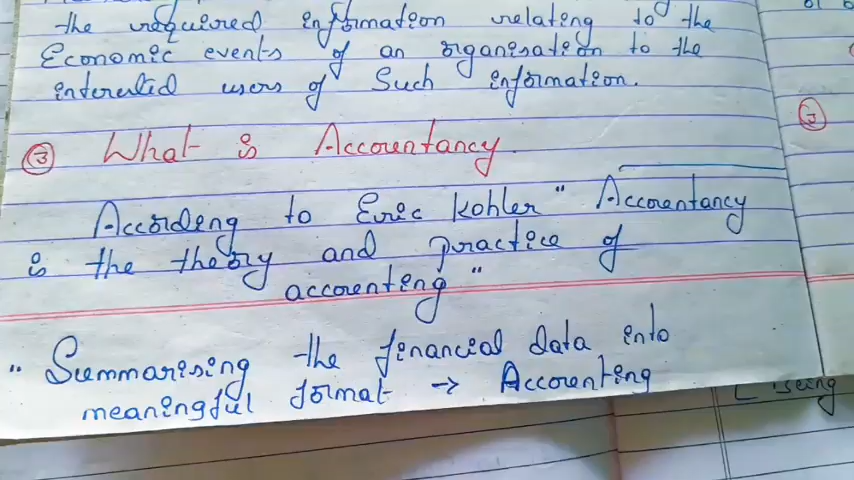 the required information relating to the
Economic events of an organisation to the
interested users of Such information.
③ What is Accountancy.
According to Eric Kohler " Accountancy
is the theory and practice of
accounting "
" Summarising the financial data into
meaningful format → Accounting
③
being